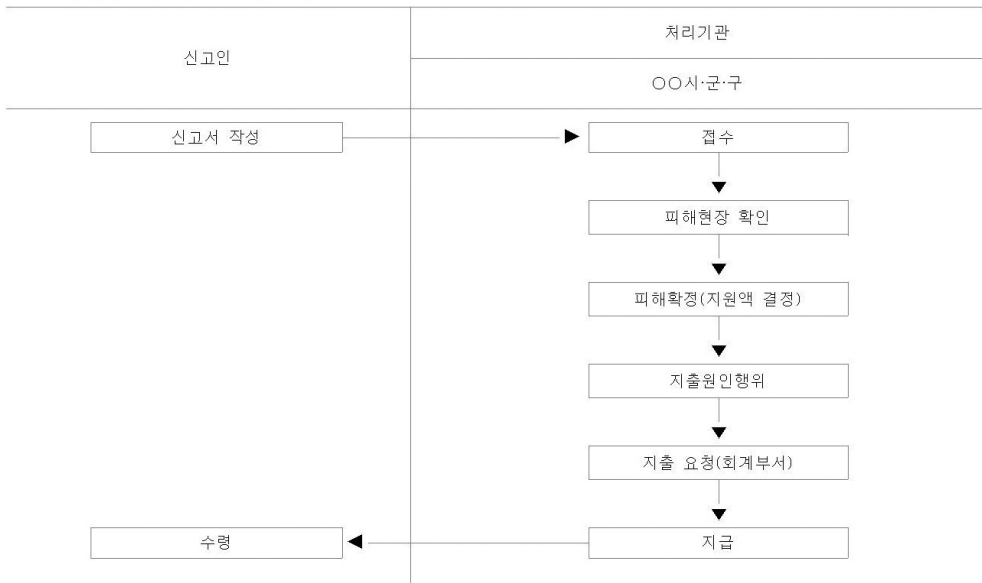 신고인
처리기관
○○시·군·구
신고서 작성
접수
피해현장 확인
피해확정(지원액 결정)
지출원인행위
지출 요청(회계부서)
수령
지급